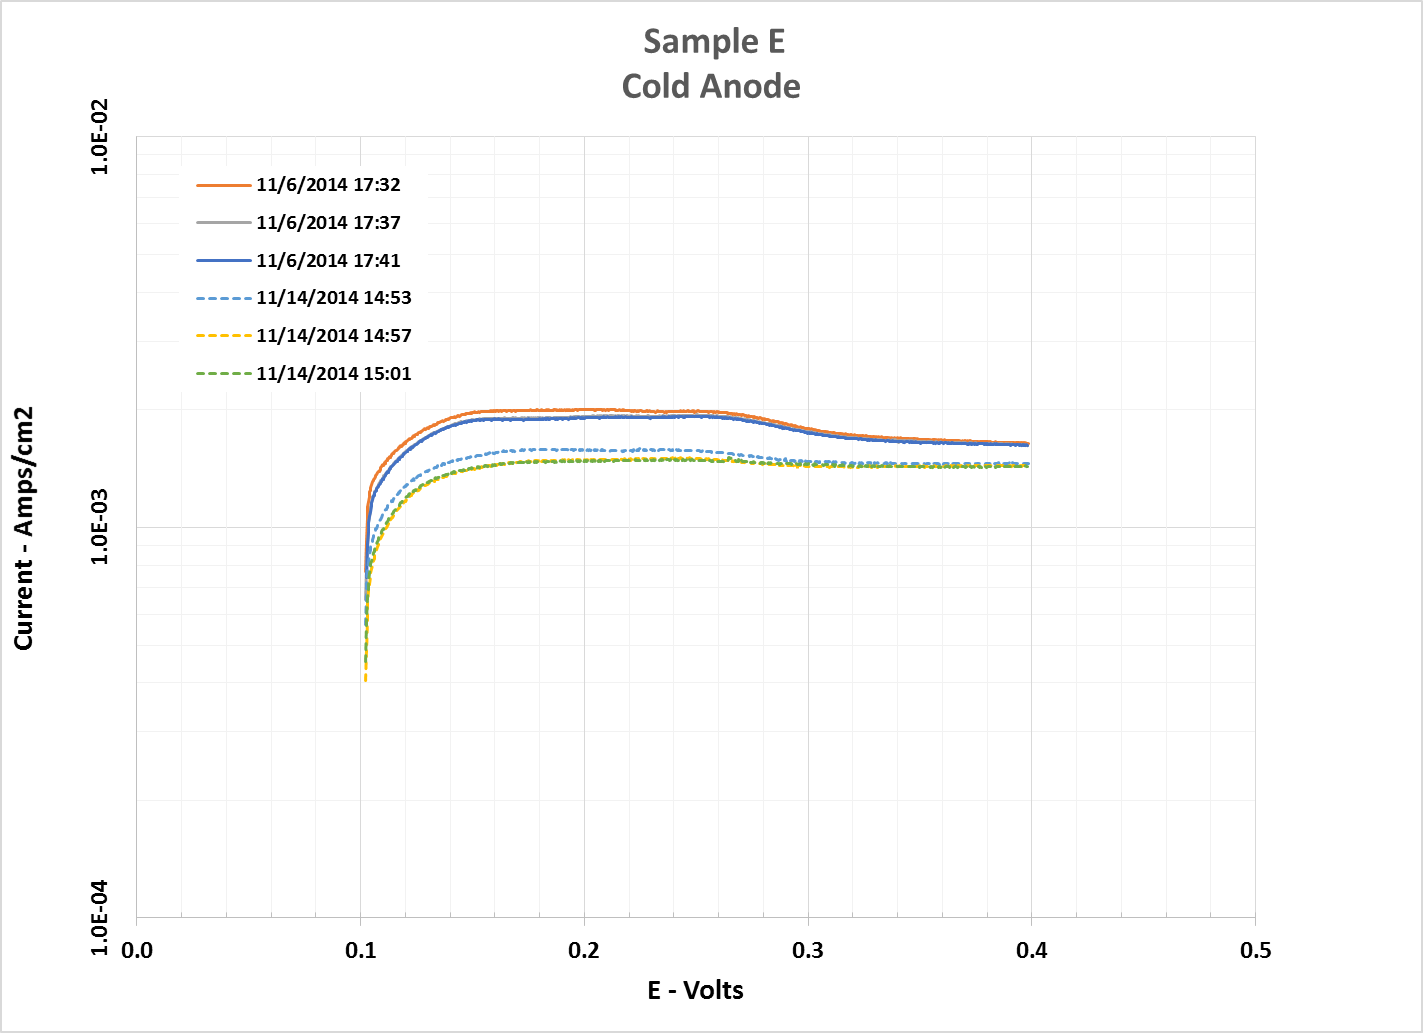 Sample E
Cold Anode
1.0E-02
11/6/2014 17:32
11/6/2014 17:37
11/6/2014 17:41
11/14/2014 14:53
11/14/2014 14:57
11/14/2014 15:01
Current - Amps/cm2
1.0E-03
1.0E-04
0.0 0.1 0.2 0.3 0.4 0.5
E - Volts